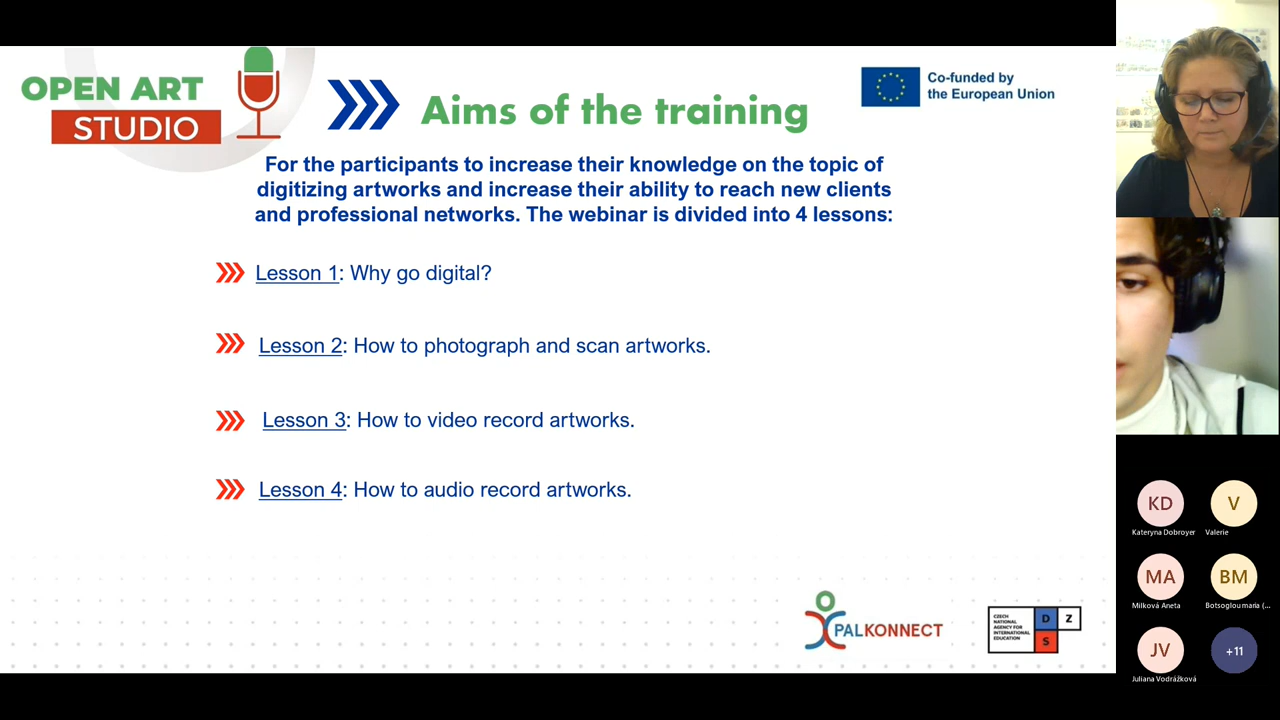 OPEN ART
STUDIO
Aims of the training
Co-funded by
the European Union
For the participants to increase their knowledge on the topic of
digitizing artworks and increase their ability to reach new clients
and professional networks. The webinar is divided into 4 lessons:
Lesson 1: Why go digital?
Lesson 2: How to photograph and scan artworks.
Lesson 3: How to video record artworks.
Lesson 4: How to audio record artworks.
PALKONNECT
CZECH
NATIONAL
AGENCY FOR
INTERNATIONAL
EDUCATION
D Z
S
KD
Kateryna Dobroyer
V
Valerie
MA
Milková Aneta
BM
Botsoglou maria (...
JV
Juliana Vodrážková
+11